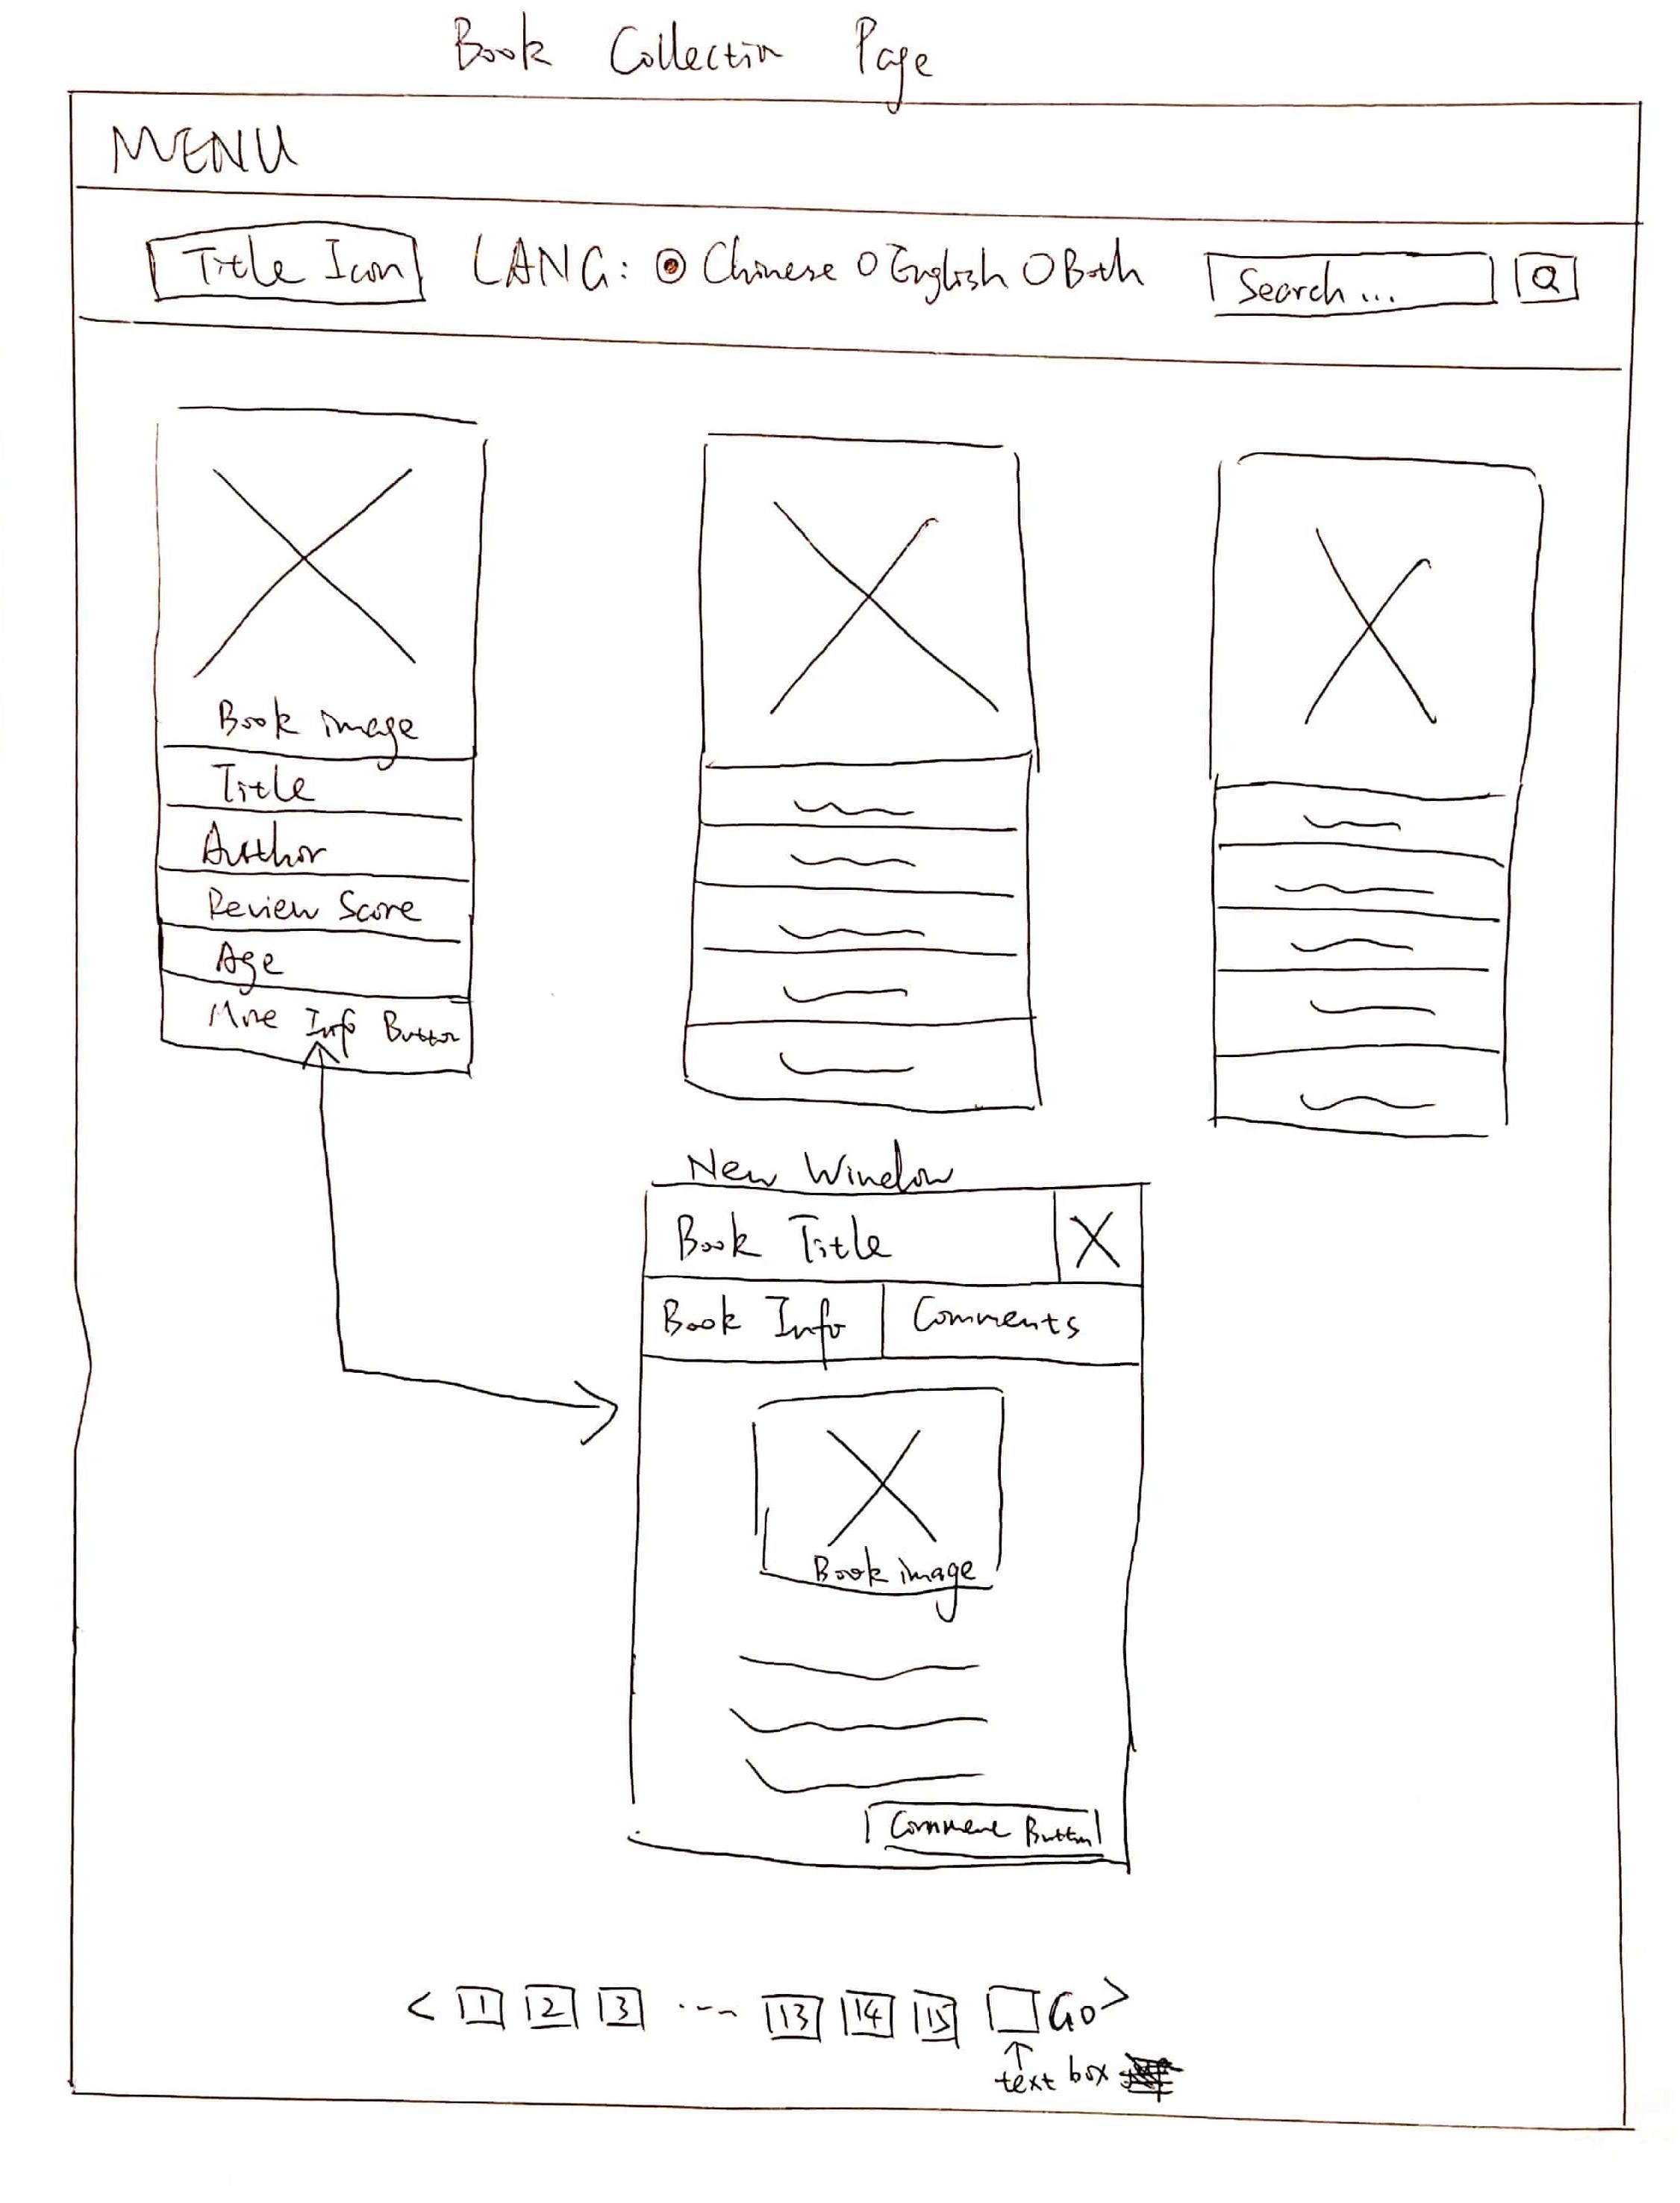 Book Collection Page
MENU
Title Icon LANG: Chinese English Both Search...
Book image
Title
Author
Review Score
Age
More Info Button
New Window
Book Title X
Book Info Comments
Book image
Comment Button
< 1 2 3 ... 13 14 15 Go >
text box